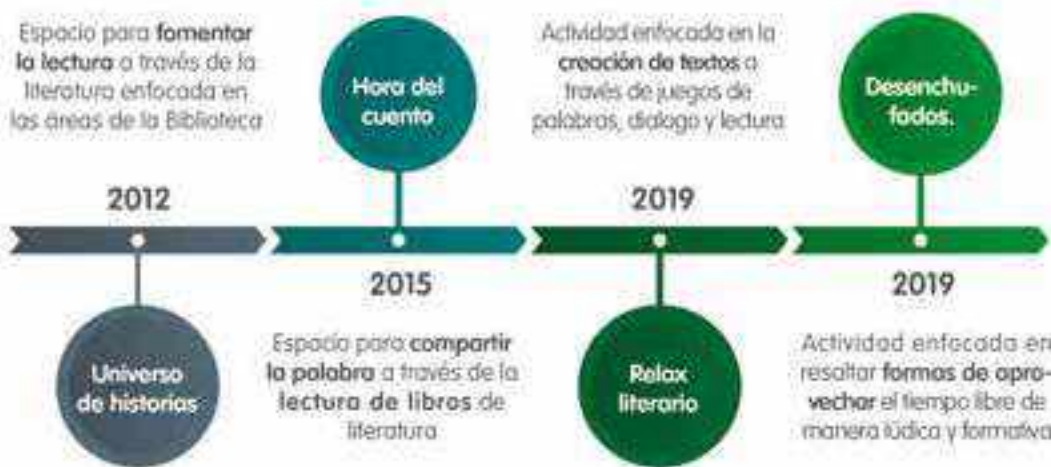 Espacio para fomentar
la lectura a través de la
literatura enfocada en
las áreas de la Biblioteca
2012
Universo
de historias
Hora del
cuento
2015
Espacio para compartir
la palabra a través de la
lectura de libros de
literatura
Actividad enfocada en la
creación de textos a
través de juegos de
palabras, dialogo y lectura
2019
Relax
literario
Desenchu-
fados.
2019
Actividad enfocada en
resaltar formas de apro-
vechar el tiempo libre de
manera lúdica y formativa